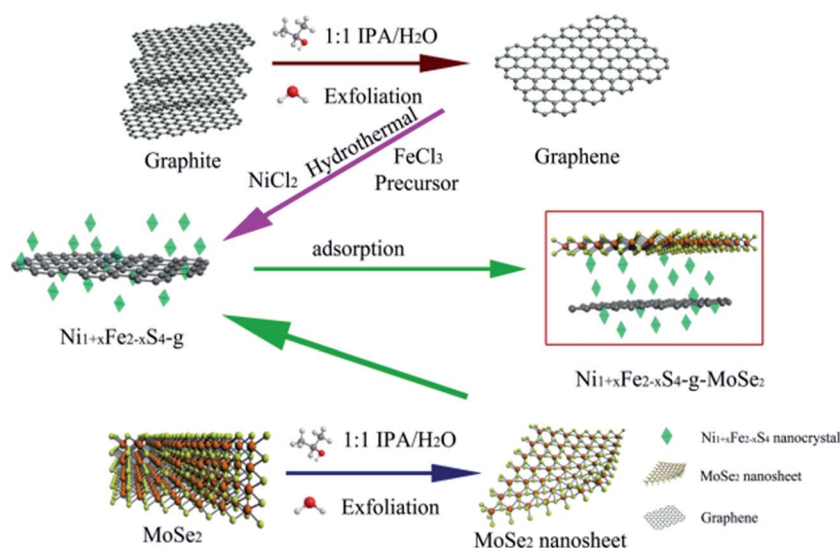 1:1 IPA/H2O
Exfoliation
Graphite
Graphene
Hydrothermal
NiCl2
FeCl3
Precursor
adsorption
Ni1+xFe2-xS4-g
Ni1+xFe2-xS4-g-MoSe2
1:1 IPA/H2O
Exfoliation
MoSe2
MoSe2 nanosheet
Ni1+xFe2-xS4 nanocrystal
MoSe2 nanosheet
Graphene